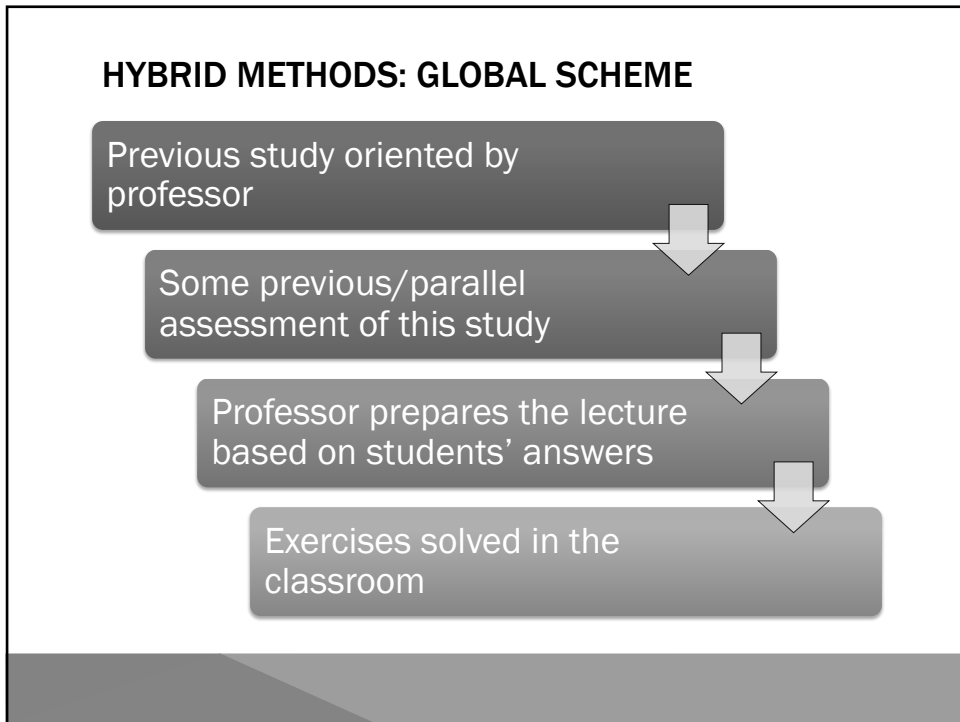 HYBRID METHODS: GLOBAL SCHEME
Previous study oriented by
professor
Some previous/parallel
assessment of this study
Professor prepares the lecture
based on students’ answers
Exercises solved in the
classroom